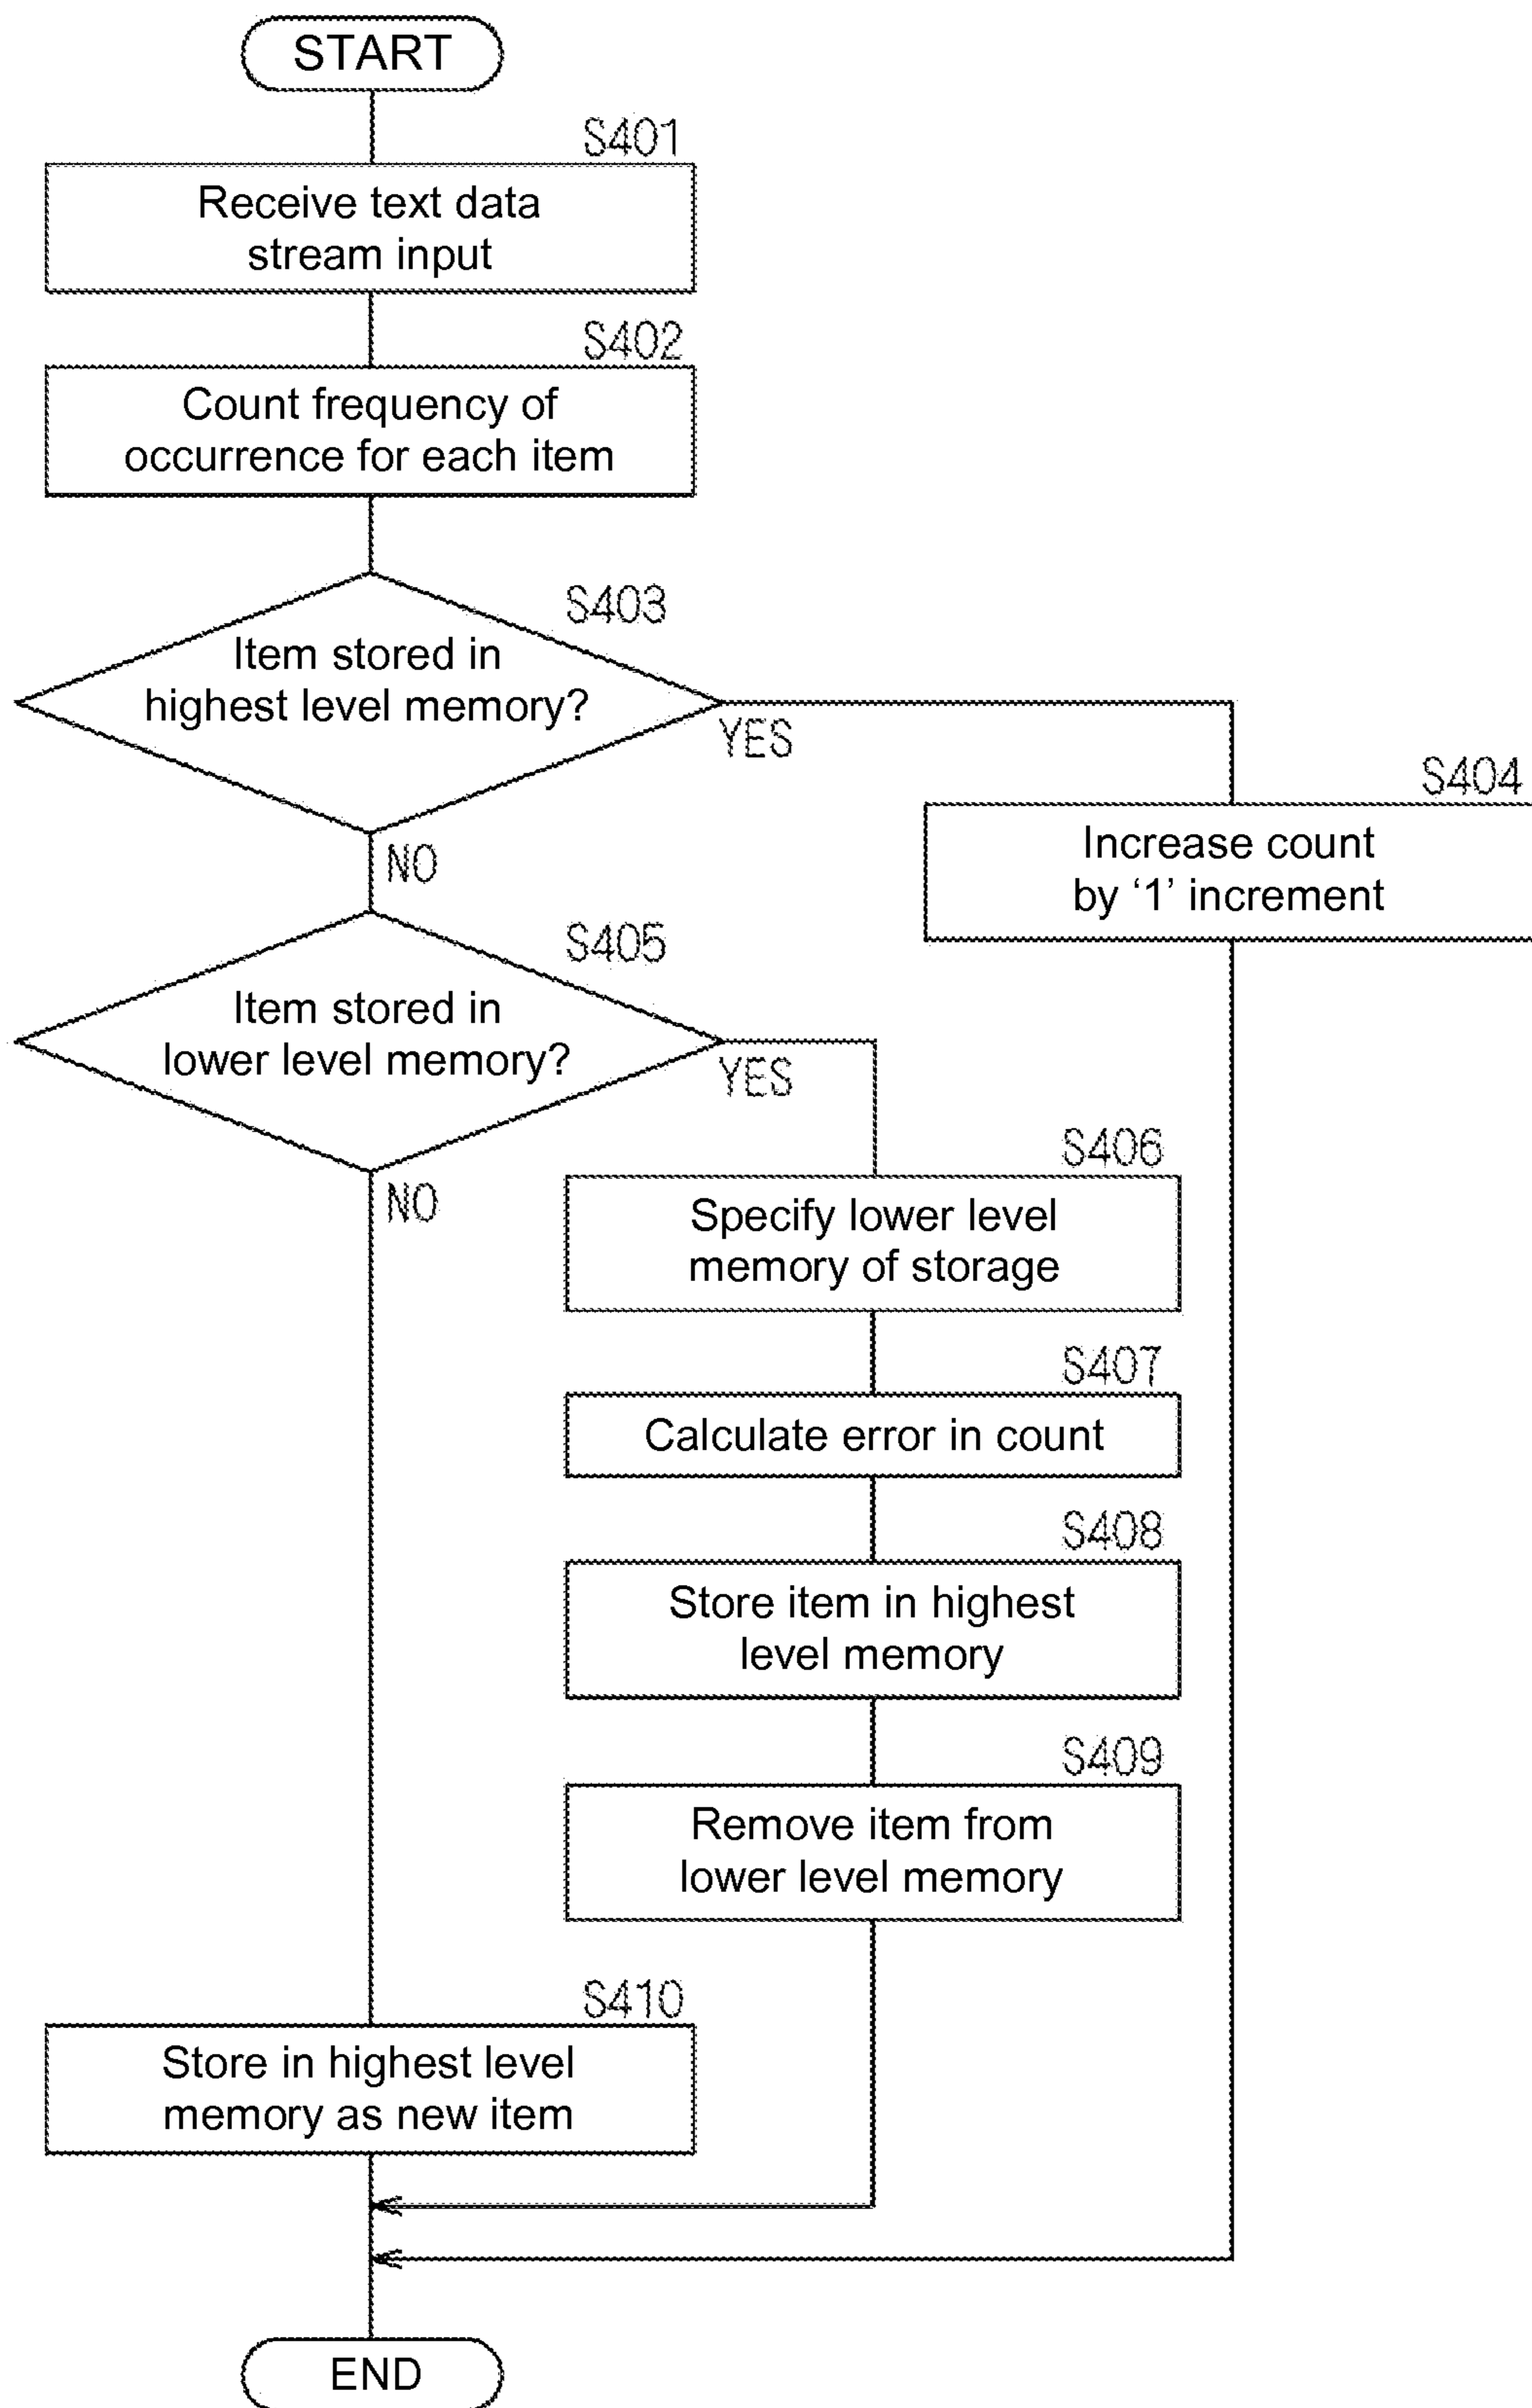 START
S401
Receive text data
stream input
S402
Count frequency of
occurrence for each item
S403
Item stored in
highest level memory?
YES
NO
S404
Increase count
by ‘1’ increment
S405
Item stored in
lower level memory?
YES
NO
S406
Specify lower level
memory of storage
S407
Calculate error in count
S408
Store item in highest
level memory
S409
Remove item from
lower level memory
S410
Store in highest level
memory as new item
END